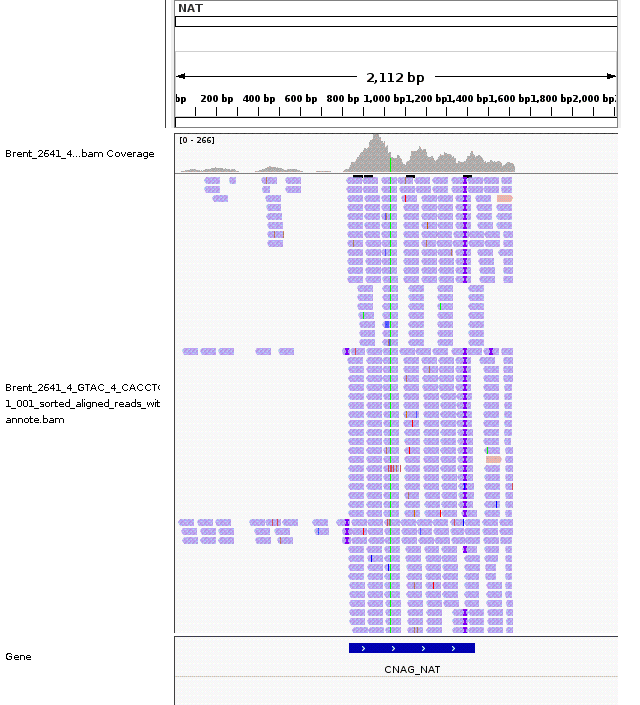 NAT
2,112 bp
bp 200 bp 400 bp 600 bp 800 bp 1,000 bp 1,200 bp 1,400 bp 1,600 bp 1,800 bp 2,000 bp 2
[0 - 266]
Brent_2641_4...bam Coverage
Brent_2641_4_GTAC_4_CACCTG
1_001_sorted_aligned_reads_wit
annote.bam
Gene
CNAG_NAT